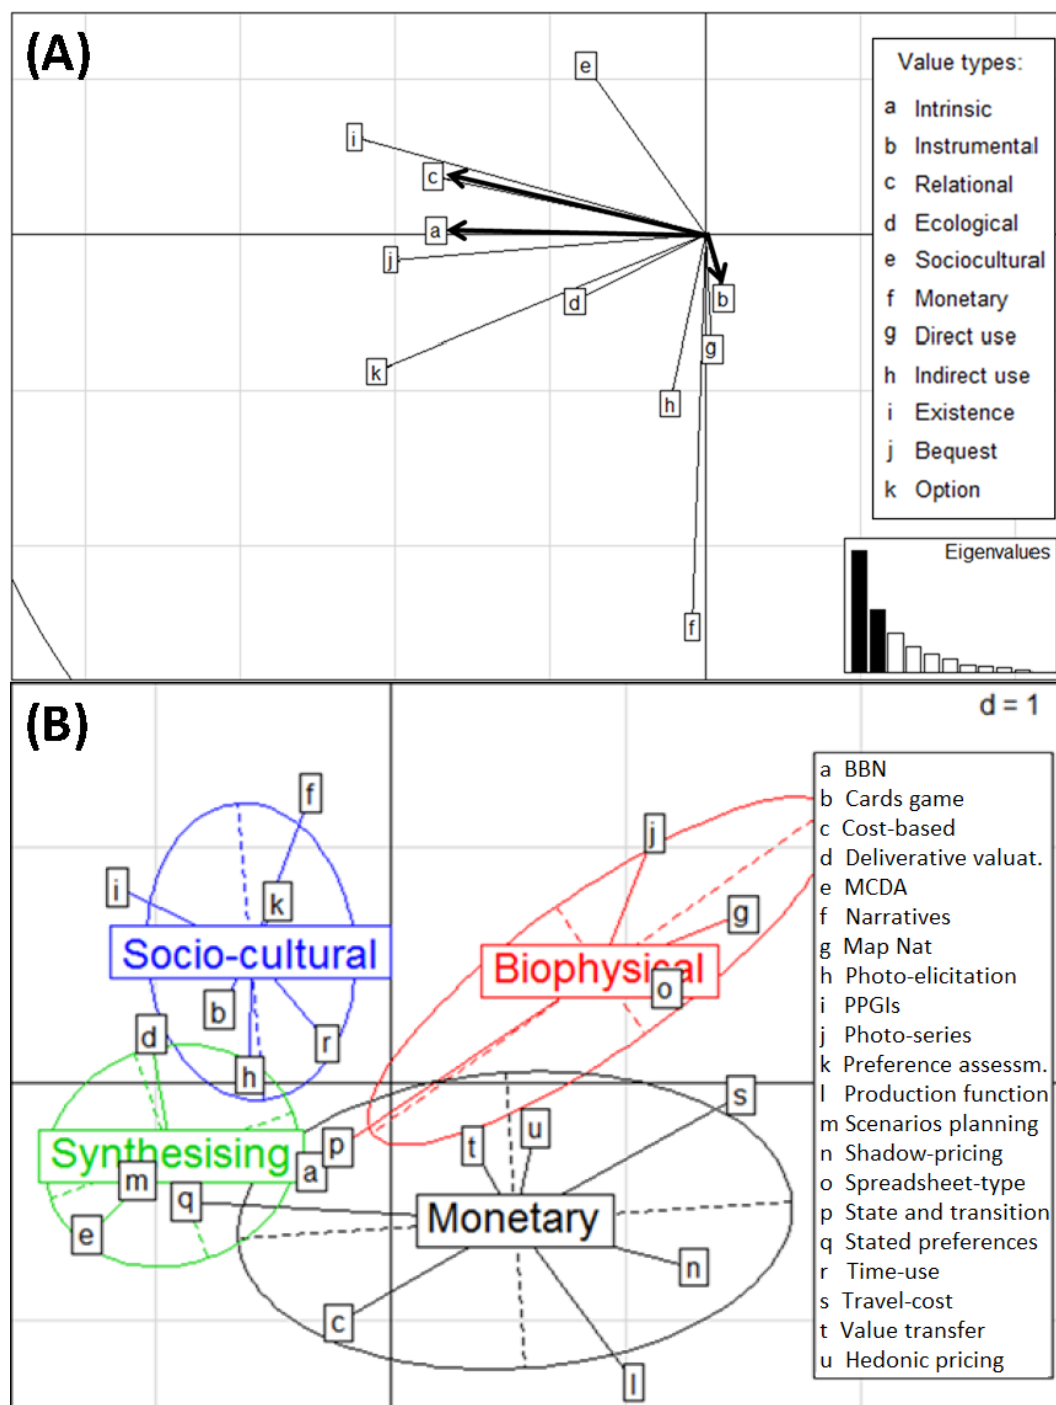 (A)
e
i
c
a
j
d
b
g
k
h
f
Value types:
a Intrinsic
b Instrumental
c Relational
d Ecological
e Sociocultural
f Monetary
g Direct use
h Indirect use
i Existence
j Bequest
k Option
Eigenvalues
(B)
d = 1
f
j
i
k
g
Socio-cultural
Biophysical
o
b
d
r
h
s
p
t
u
Synthesising
a
m
q
Monetary
e
n
c
l
a BBN
b Cards game
c Cost-based
d Deliverative valuat.
e MCDA
f Narratives
g Map Nat
h Photo-elicitation
i PPGIs
j Photo-series
k Preference assessm.
l Production function
m Scenarios planning
n Shadow-pricing
o Spreadsheet-type
p State and transition
q Stated preferences
r Time-use
s Travel-cost
t Value transfer
u Hedonic pricing